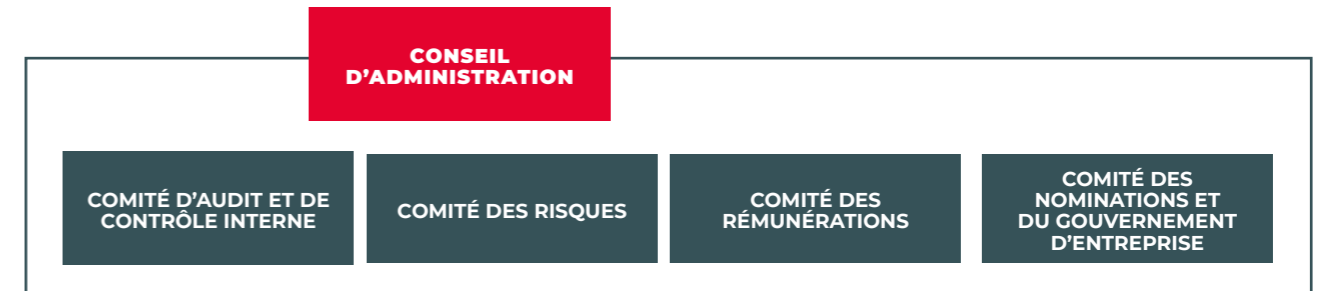 CONSEIL
D’ADMINISTRATION
COMITÉ D’AUDIT ET DE
CONTRÔLE INTERNE
COMITÉ DES RISQUES
COMITÉ DES
RÉMUNÉRATIONS
COMITÉ DES
NOMINATIONS ET
DU GOUVERNEMENT
D’ENTREPRISE